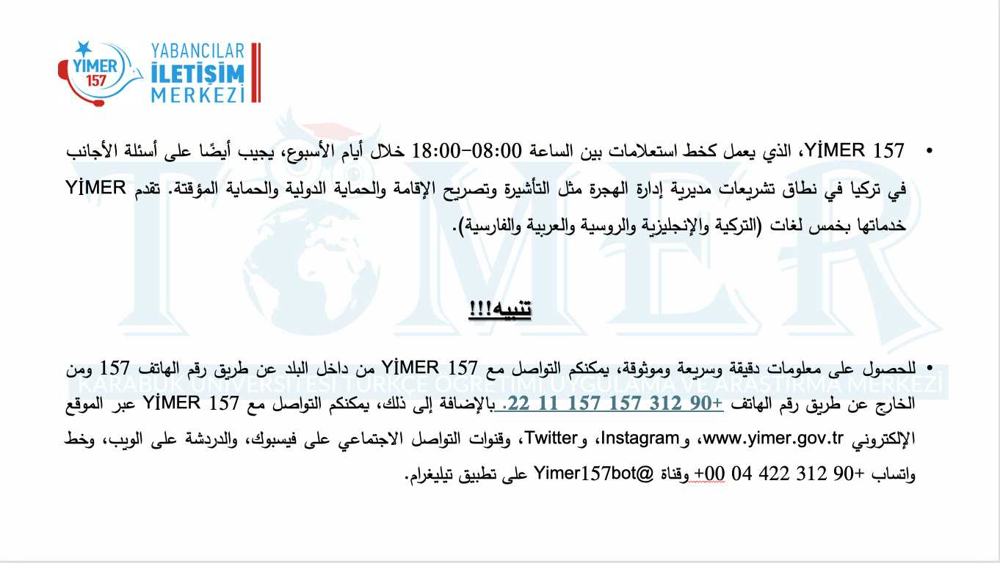 YİMER
157
YABANCILAR
İLETİŞİM
MERKEZİ
• YİMER 157، الذي يعمل كخط استعلامات بين الساعة 08:00–18:00 خلال أيام الأسبوع، يجيب أيضًا على أسئلة الأجانب
في تركيا في نطاق تشريعات مديرية إدارة الهجرة مثل التأشيرة وتصريح الإقامة والحماية الدولية والحماية المؤقتة. تقدم YİMER
خدماتها بخمس لغات (التركية والإنجليزية والروسية والعربية والفارسية).
TÖMER
تنبيه!!!
• للحصول على معلومات دقيقة وسريعة وموثوقة، يمكنكم التواصل مع YİMER 157 من داخل البلد عن طريق رقم الهاتف 157 ومن
KARABÜK ÜNİVERSİTESİ TÜRKÇE ÖĞRETİMİ UYGULAMA VE ARAŞTIRMA MERKEZİ
الخارج عن طريق رقم الهاتف +90 312 157 157 11 22. بالإضافة إلى ذلك، يمكنكم التواصل مع YİMER 157 عبر الموقع
الإلكتروني www.yimer.gov.tr، وInstagram، وTwitter، وقنوات التواصل الاجتماعي على فيسبوك، والدردشة على الويب، وخط
واتساب +90 312 422 04 00+ وقناة @Yimer157bot على تطبيق تيليغرام.